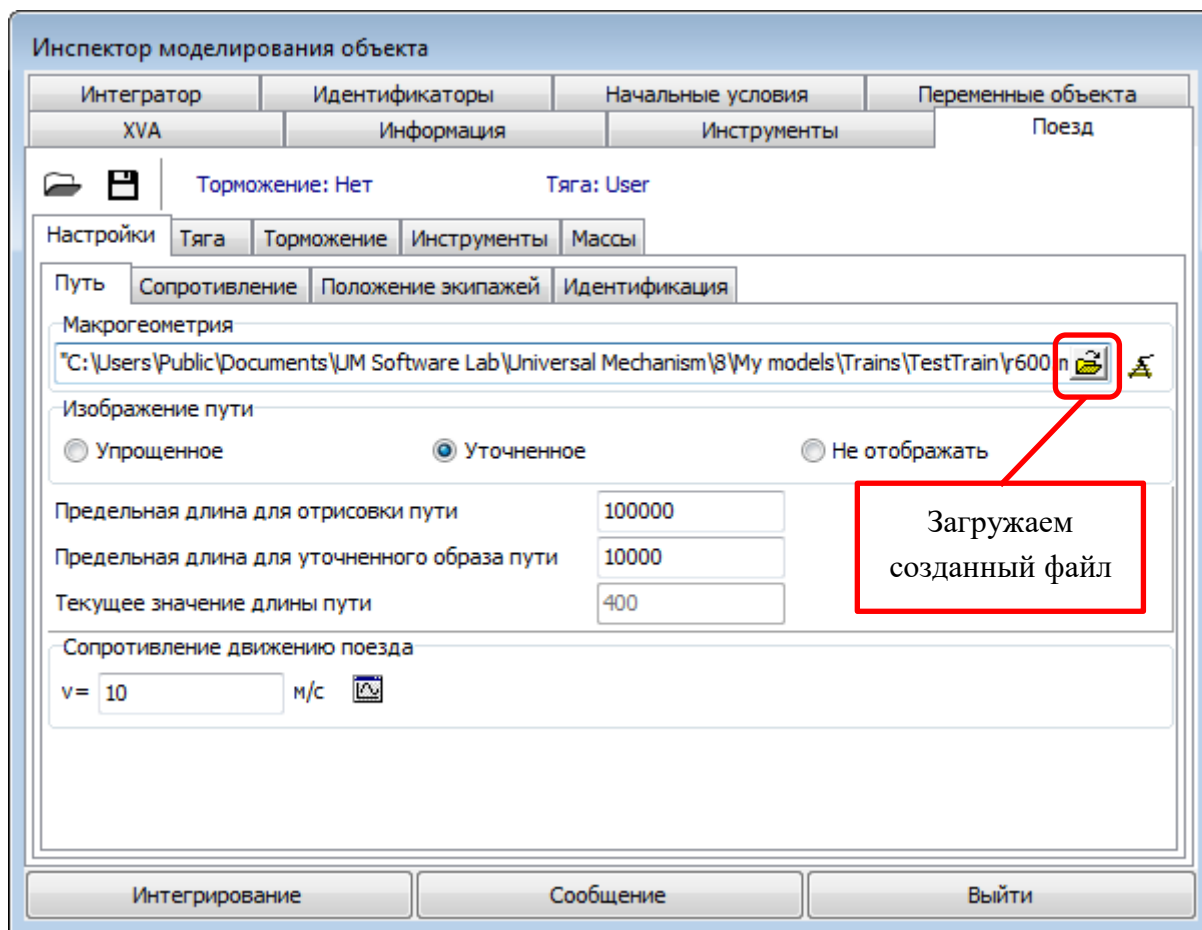 Инспектор моделирования объекта
Интегратор Идентификаторы Начальные условия Переменные объекта
XVA Информация Инструменты Поезд
Торможение: Нет Тяга: User
Настройки Тяга Торможение Инструменты Массы
Путь Сопротивление Положение экипажей Идентификация
Макрогеометрия
"C:\Users\Public\Documents\UM Software Lab\Universal Mechanism\8\My models\Trains\TestTrain\r600.m
Изображение пути
Упрощенное Уточненное Не отображать
Предельная длина для отрисовки пути 100000
Предельная длина для уточненного образа пути 10000
Текущее значение длины пути 400
Загружаем
созданный файл
Сопротивление движению поезда
v= 10 м/с
Интегрирование Сообщение Выйти